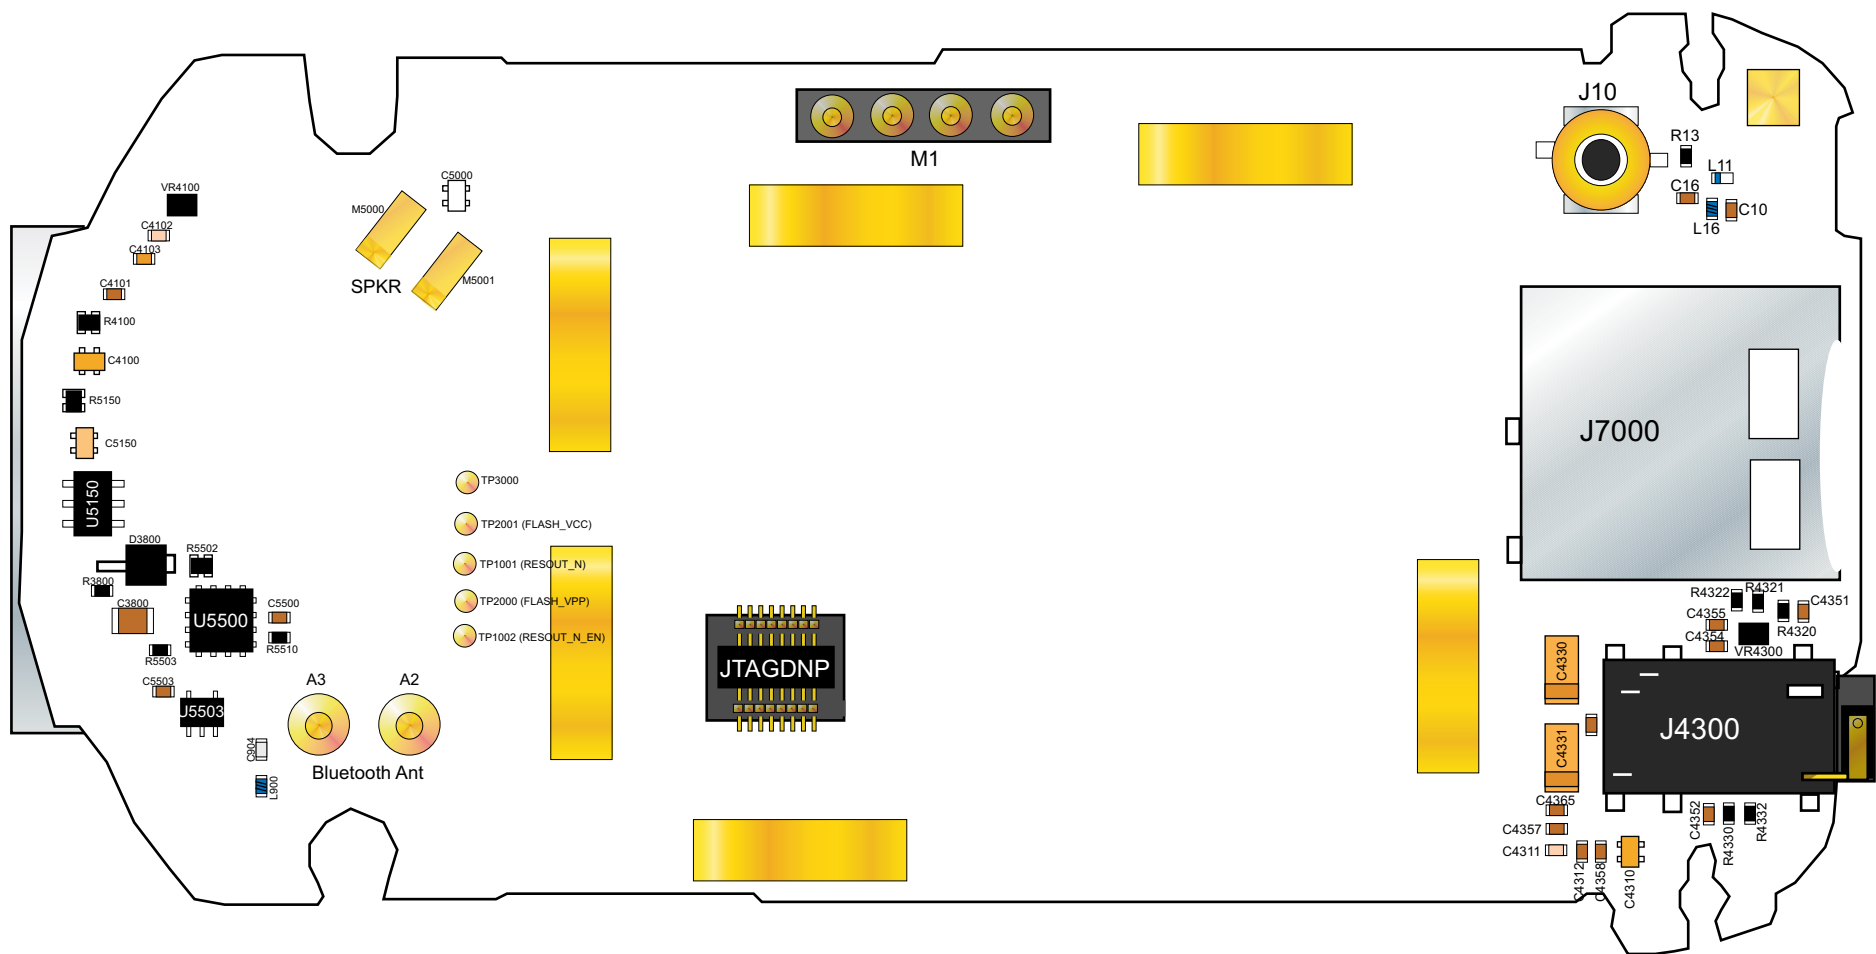 J10
R13
L11
C16
C10
L16
M1
VR4100
C5000
M5000
C4102
C4103
M5001
SPKR
C4101
R4100
C4100
R5150
C5150
U5150
J7000
TP3000
TP2001 (FLASH_VCC)
TP1001 (RESOUT_N)
TP2000 (FLASH_VPP)
TP1002 (RESOUT_N_EN)
D3800
R5502
R3800
C3800
U5500
C5500
R5510
R5503
C5503
U5503
A3
A2
Bluetooth Ant
C904
L900
JTAGDNP
R4322
R4321
C4351
C4355
R4320
C4354
VR4300
C4330
C4331
J4300
C4365
C4357
C4311
C4312
C4358
C4310
C4352
R4330
R4332